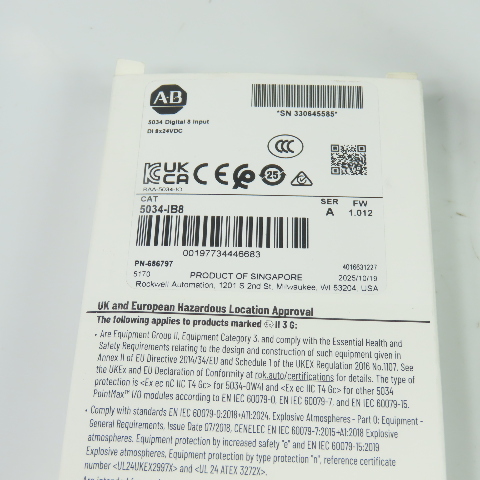 A-B
*SN 330645585*
5034 Digital 8 Input
DI 8x24VDC
CCC
UK CA CE 25
CAT
5034-IB8
SER
A
FW
1.012
00197734446683
PN-686797
5170
PRODUCT OF SINGAPORE
4016631227
2025/10/19
Rockwell Automation, 1201 S 2nd St, Milwaukee, WI 53204, USA
UK and European Hazardous Location Approval
The following applies to products marked II 3 G:
• Are Equipment Group II, Equipment Category 3, and comply with the Essential Health and
Safety Requirements relating to the design and construction of such equipment given in
Annex II of EU Directive 2014/34/EU and Schedule 1 of the UKEX Regulation 2016 No.1107. See
the UKEx and EU Declaration of Conformity at rok.auto/certifications for details. The type of
protection is <Ex ec nC IIC T4 Gc> for 5034-OW4I and <Ex ec IIC T4 Gc> for other 5034
PointMax™ I/O modules according to EN IEC 60079-0, EN IEC 60079-7, and EN IEC 60079-15.
• Comply with standards EN IEC 60079-0:2018+A11:2024, Explosive Atmospheres - Part 0: Equipment -
General Requirements, Issue Date 07/2018, CENELEC EN IEC 60079-7:2015+A1:2018 Explosive
atmospheres. Equipment protection by increased safety "e" and EN IEC 60079-15:2019
Explosive atmospheres. Equipment protection by type protection "n", reference certificate
number <UL24UKEX2997X> and <UL 24 ATEX 3272X>.